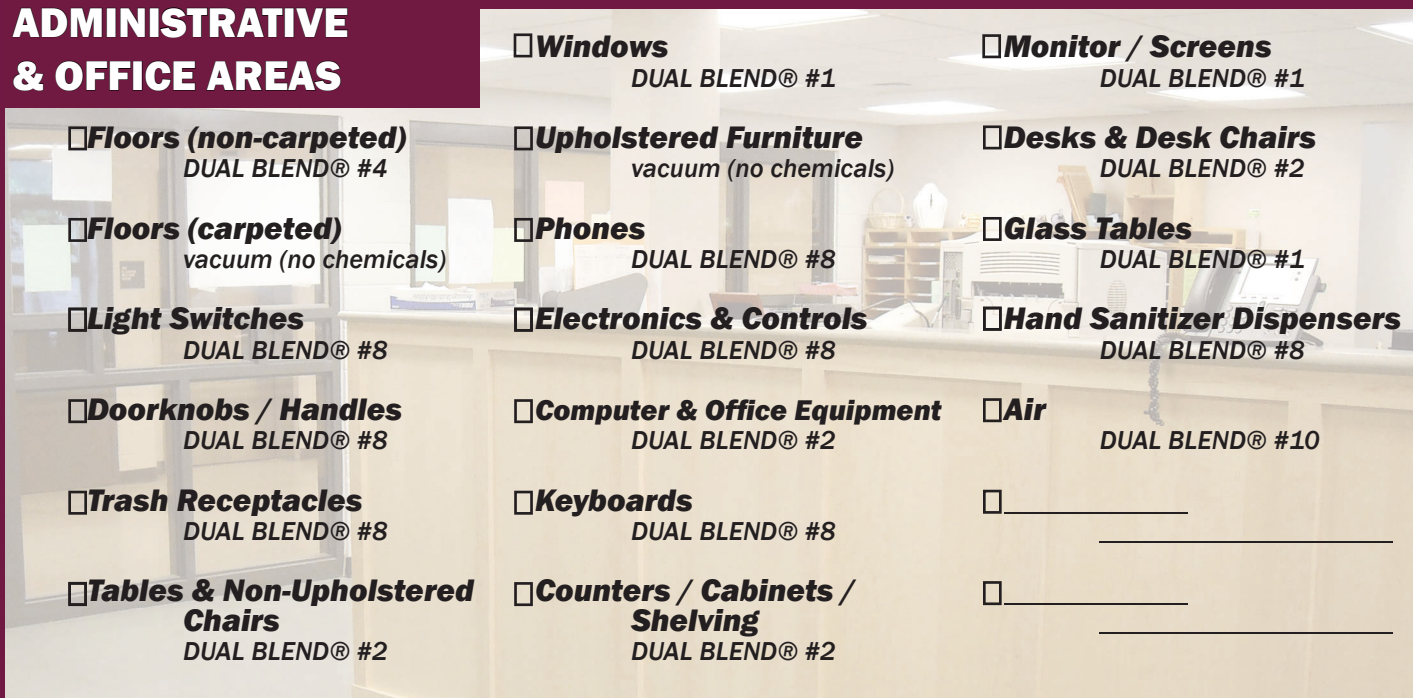 ADMINISTRATIVE
& OFFICE AREAS
Floors (non-carpeted)
DUAL BLEND® #4
Floors (carpeted)
vacuum (no chemicals)
Light Switches
DUAL BLEND® #8
Doorknobs / Handles
DUAL BLEND® #8
Trash Receptacles
DUAL BLEND® #8
Tables & Non-Upholstered
Chairs
DUAL BLEND® #2
Windows
DUAL BLEND® #1
Upholstered Furniture
vacuum (no chemicals)
Phones
DUAL BLEND® #8
Electronics & Controls
DUAL BLEND® #8
Computer & Office Equipment
DUAL BLEND® #2
Keyboards
DUAL BLEND® #8
Counters / Cabinets /
Shelving
DUAL BLEND® #2
Monitor / Screens
DUAL BLEND® #1
Desks & Desk Chairs
DUAL BLEND® #2
Glass Tables
DUAL BLEND® #1
Hand Sanitizer Dispensers
DUAL BLEND® #8
Air
DUAL BLEND® #10